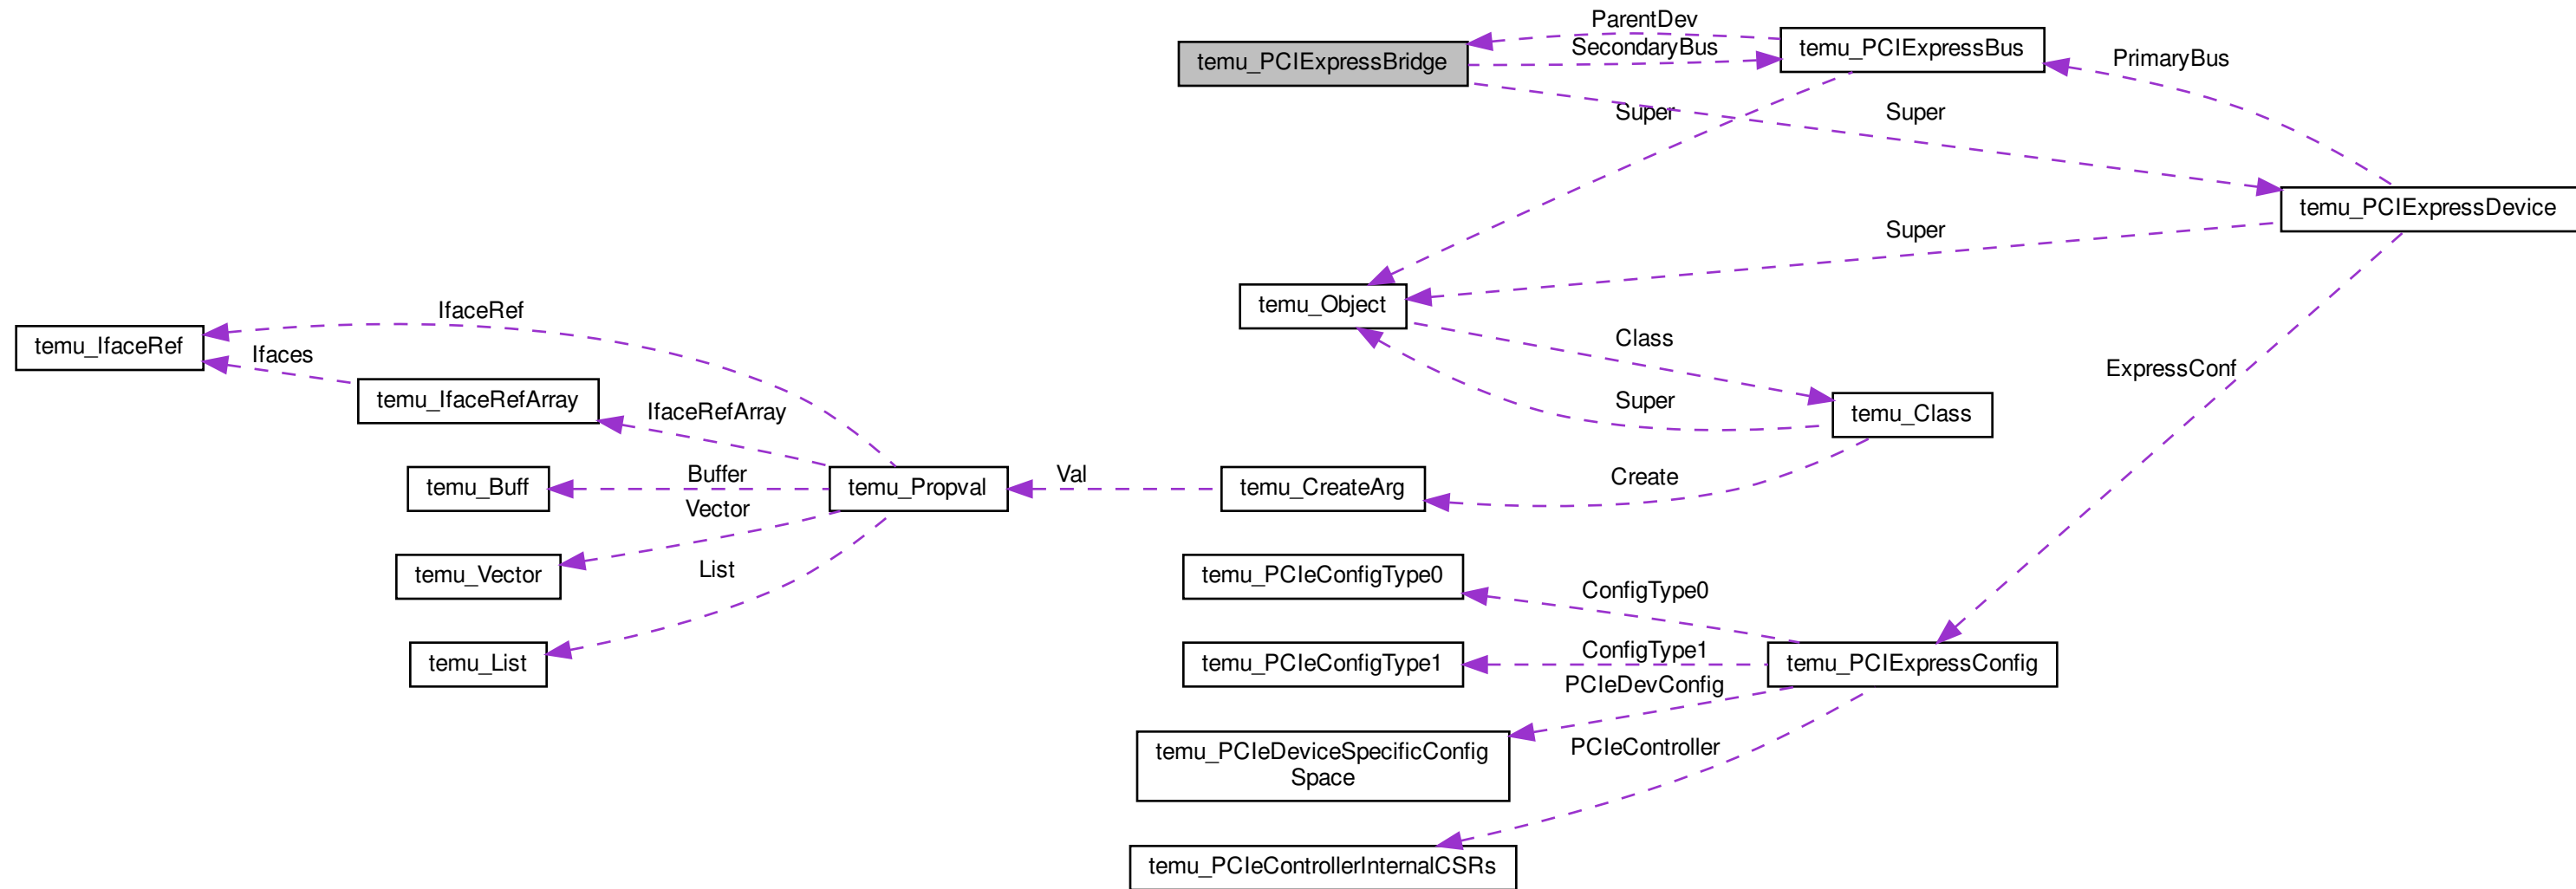 ParentDev
temu_PCIExpressBridge
SecondaryBus
temu_PCIExpressBus
PrimaryBus
Super
Super
temu_PCIExpressDevice
Super
temu_Object
IfaceRef
temu_IfaceRef
Ifaces
Class
ExpressConf
temu_IfaceRefArray
IfaceRefArray
Super
temu_Class
temu_Buff
Buffer
temu_Propval
Val
temu_CreateArg
Create
Vector
temu_Vector
List
temu_PCIeConfigType0
ConfigType0
temu_List
temu_PCIeConfigType1
ConfigType1
temu_PCIExpressConfig
PCIeDevConfig
temu_PCIeDeviceSpecificConfig
Space
PCIeController
temu_PCIeControllerInternalCSRs